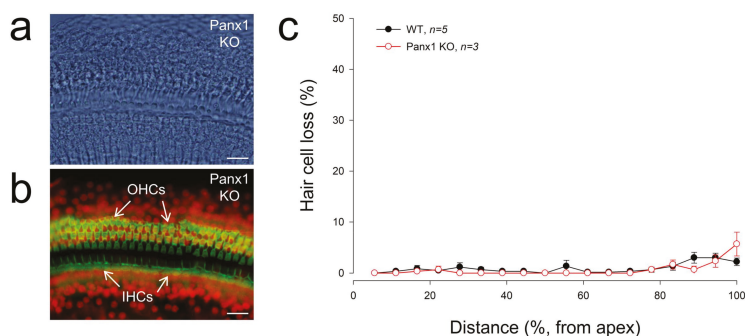 a
Panx1
KO
b
Panx1
KO
OHCs
IHCs
c
WT, n=5
Panx1 KO, n=3
Hair cell loss (%)
50
40
30
20
10
0
0
20
40
60
80
100
Distance (%, from apex)